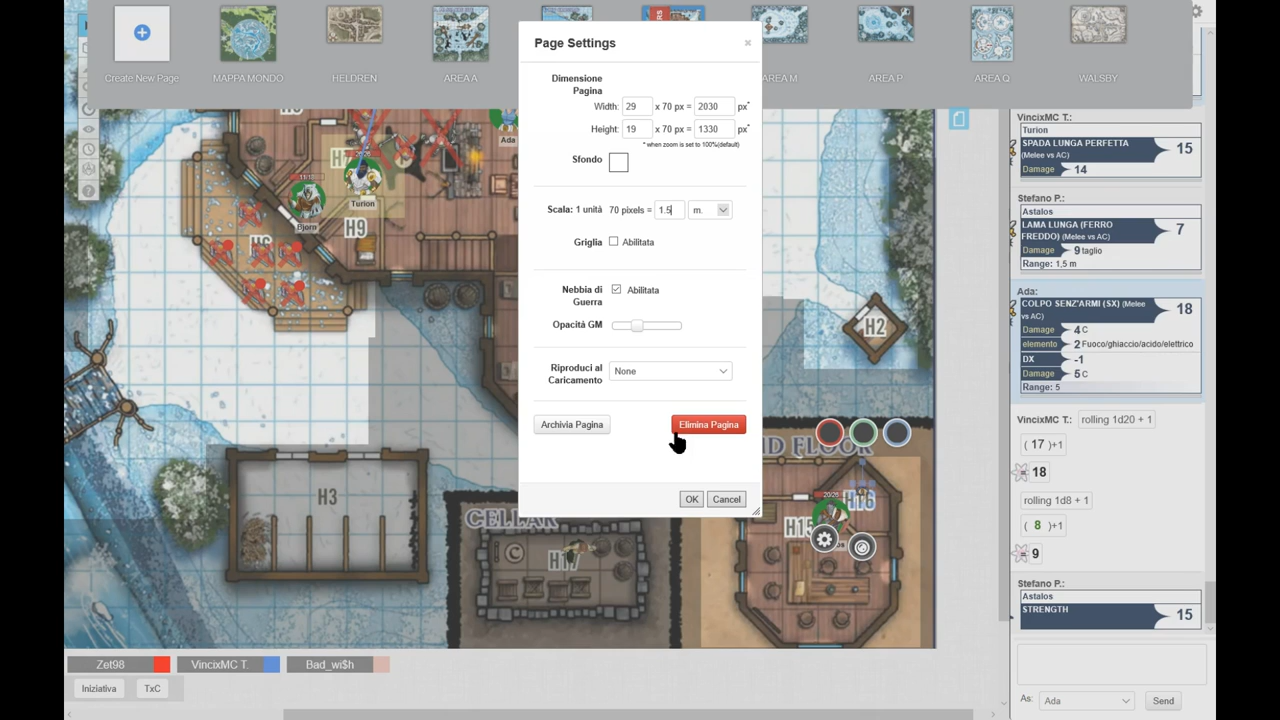 Create New Page
MAPPA MONDO
HELDREN
AREA A
AREA M
AREA P
AREA Q
WALSBY
Page Settings
×
Dimensione
Pagina
Width: 29 x 70 px = 2030 px*
Height: 19 x 70 px = 1330 px*
* when zoom is set to 100%(default)
Sfondo
Scala: 1 unità 70 pixels = 1.5 m.
Griglia Abilitata
Nebbia di
Guerra
Abilitata
Opacità GM
Riproduci al
Caricamento
None
Archivia Pagina
Elimina Pagina
OK
Cancel
Ada
Turion
11/18
Bjorn
H9
H6
H2
H3
CELLAR
H17
H15
H16
20/26
VincixMC T.:
Turion
SPADA LUNGA PERFETTA
(Melee vs AC)
15
Damage 14
Stefano P.:
Astalos
LAMA LUNGA (FERRO
FREDDO) (Melee vs AC)
7
Damage 9 taglio
Range: 1,5 m
Ada:
COLPO SENZ'ARMI (SX) (Melee
vs AC)
18
Damage 4 C
elemento 2 Fuoco/ghiaccio/acido/elettrico
DX -1
Damage 5 C
Range: 5
VincixMC T.: rolling 1d20 + 1
( 17 )+1
= 18
rolling 1d8 + 1
( 8 )+1
= 9
Stefano P.:
Astalos
STRENGTH 15
Zet98
VincixMC T.
Bad_wi$h
Iniziativa
TxC
As: Ada
Send